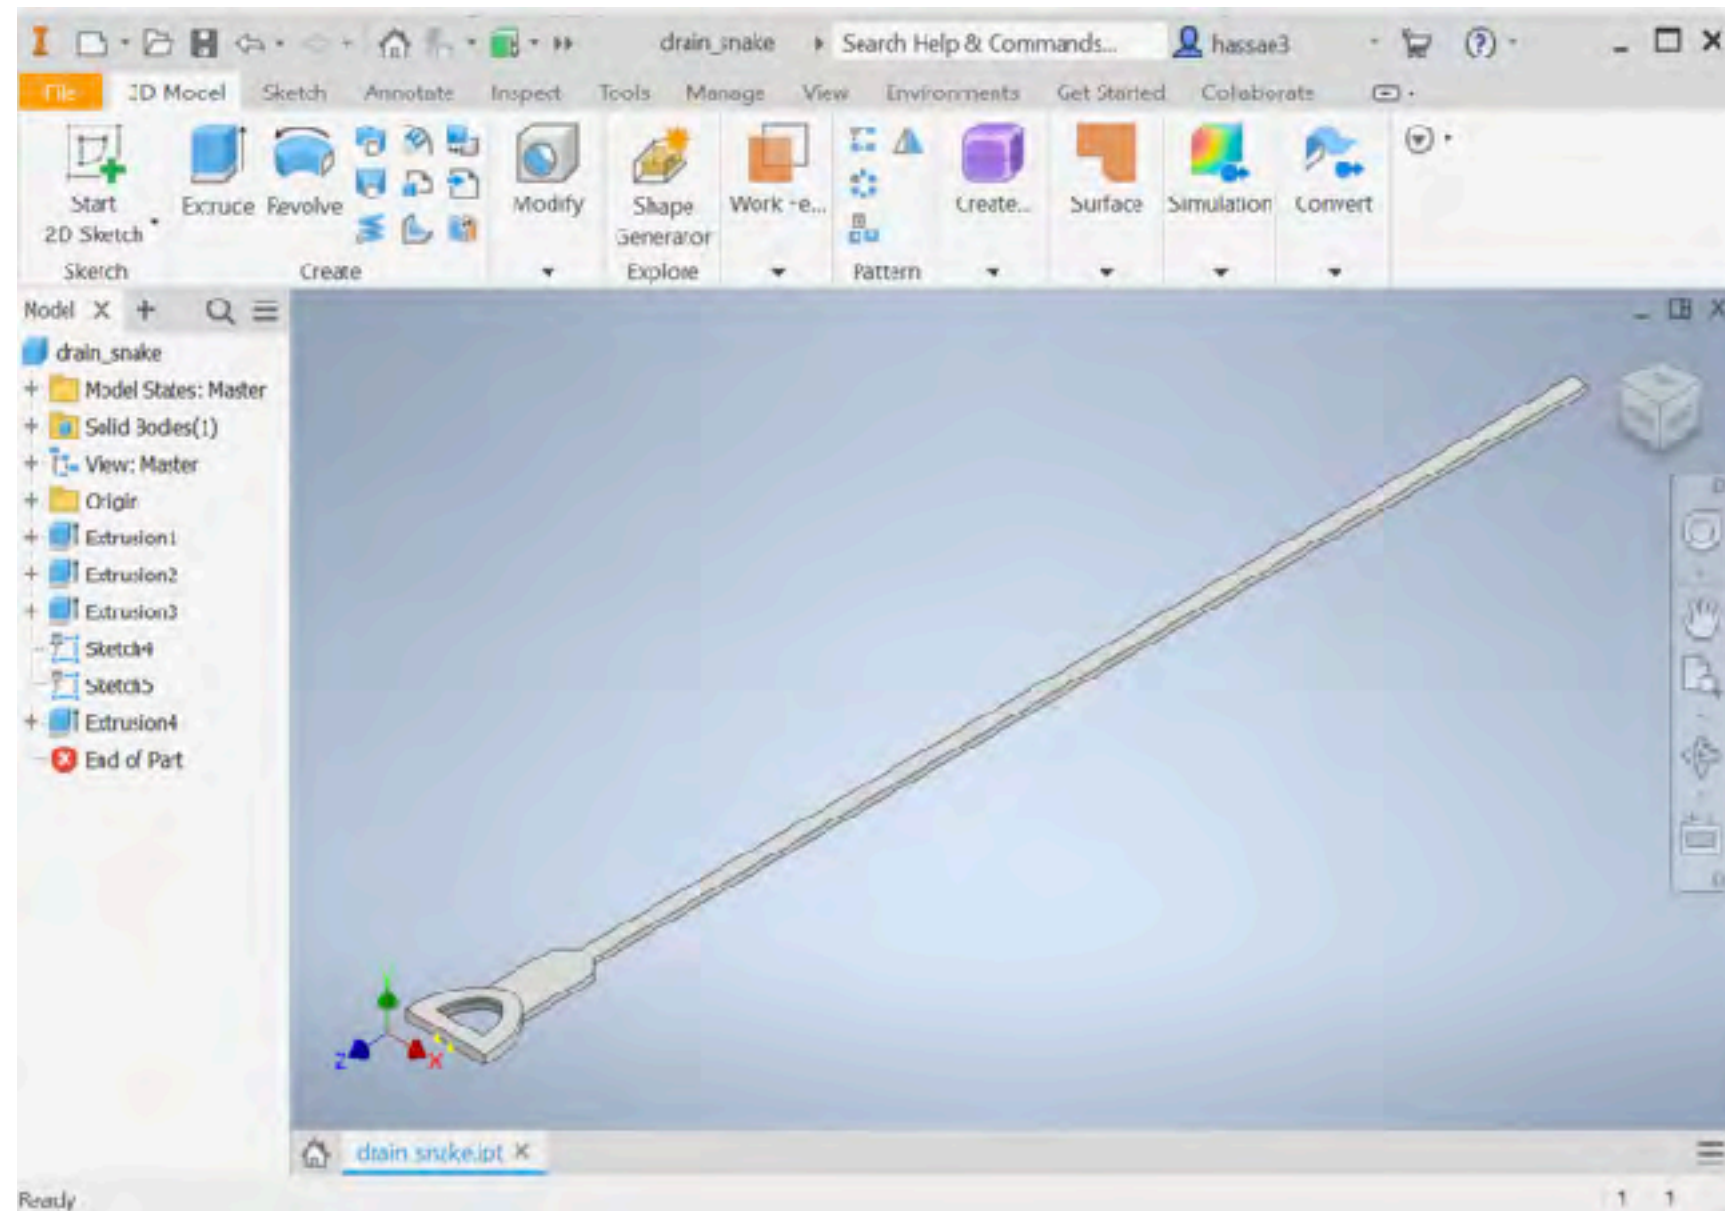 drain_snake
Search Help & Commands...
hassae3
File
3D Model
Sketch
Annotate
Inspect
Tools
Manage
View
Environments
Get Started
Collaborate
Start
2D Sketch
Extrude
Revolve
Modify
Shape
Generator
Work
Create...
Surface
Simulation
Convert
Sketch
Create
Explore
Pattern
Model
drain_snake
Model States: Master
Solid Bodies(1)
View: Master
Origin
Extrusion1
Extrusion2
Extrusion3
Sketch4
Sketch5
Extrusion4
End of Part
Z
X
drain snake.ipt
Ready
1 1